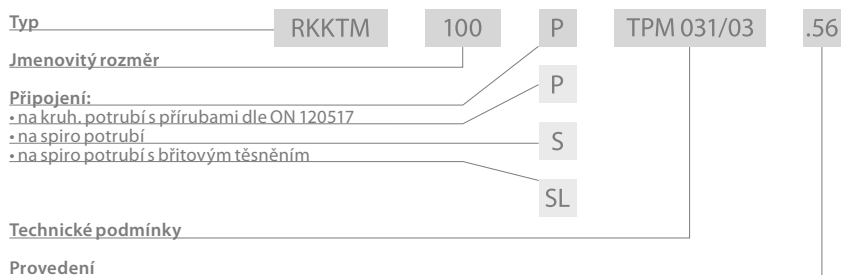 Typ RKKTM 100 P TPM 031/03 .56
Jmenovitý rozměr
Připojení:
• na kruh. potrubí s přírubami dle ON 120517 P
• na spiro potrubí S
• na spiro potrubí s břitovým těsněním SL
Technické podmínky
Provedení